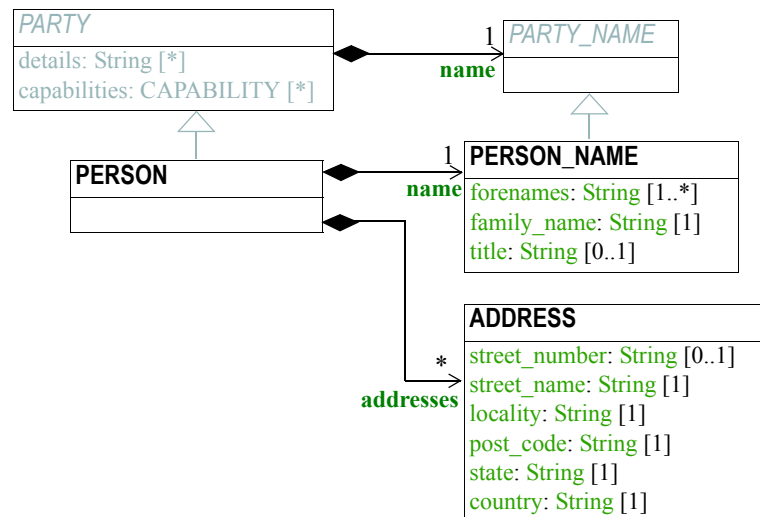 PARTY
details: String [*]
capabilities: CAPABILITY [*]
1
name
PARTY_NAME
PERSON
1
name
PERSON_NAME
forenames: String [1..*]
family_name: String [1]
title: String [0..1]
*
addresses
ADDRESS
street_number: String [0..1]
street_name: String [1]
locality: String [1]
post_code: String [1]
state: String [1]
country: String [1]